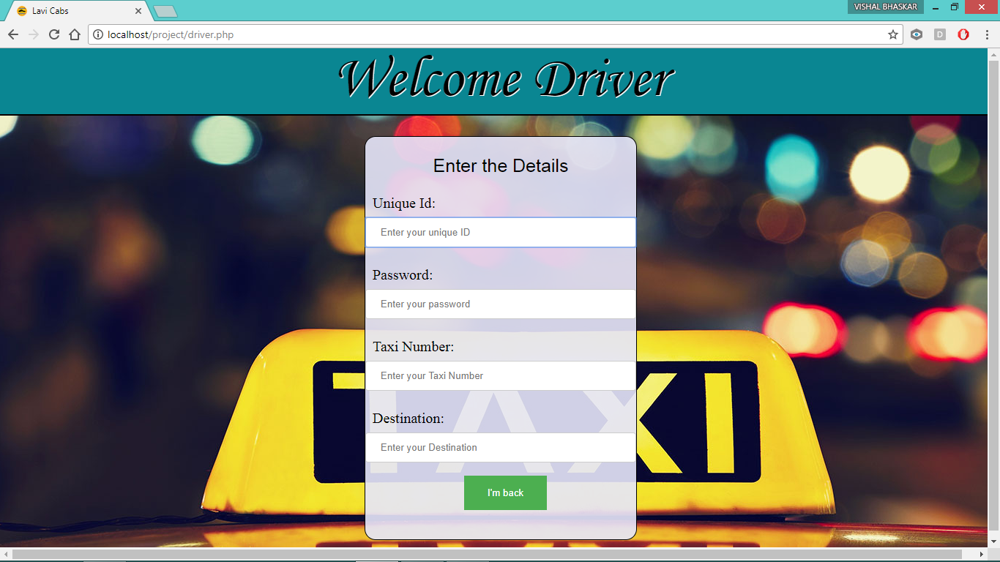 Lavi Cabs
VISHAL BHASKAR
localhost/project/driver.php
D
Welcome Driver
Enter the Details
Unique Id:
Enter your unique ID
Password:
Enter your password
Taxi Number:
Enter your Taxi Number
TAXI
Destination:
Enter your Destination
I'm back